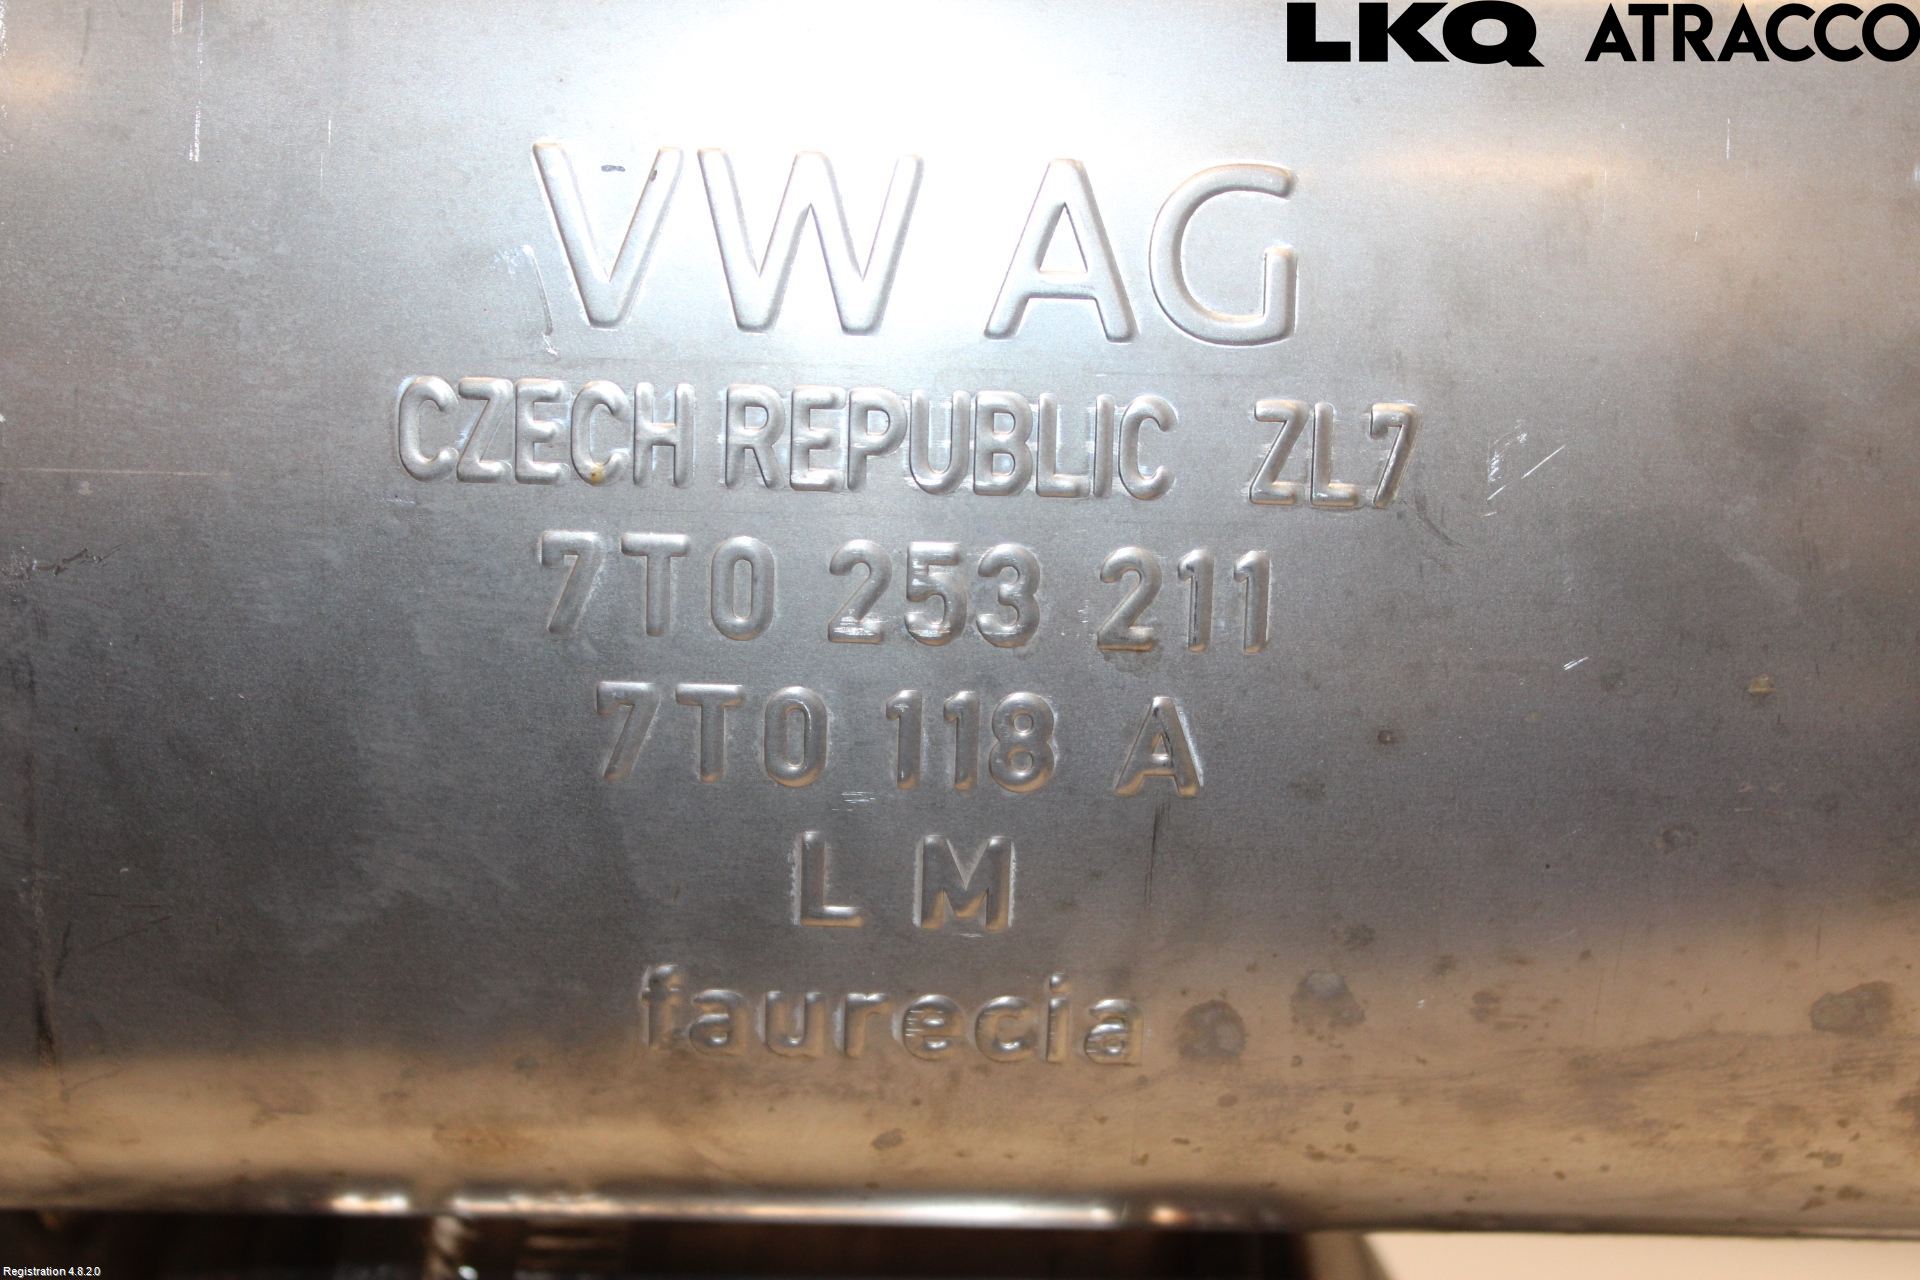 LKQ ATRACCO
VW AG
CZECH REPUBLIC ZL7
7T0 253 211
7T0 118 A
L M
faurecia
Registration 4.8.2.0